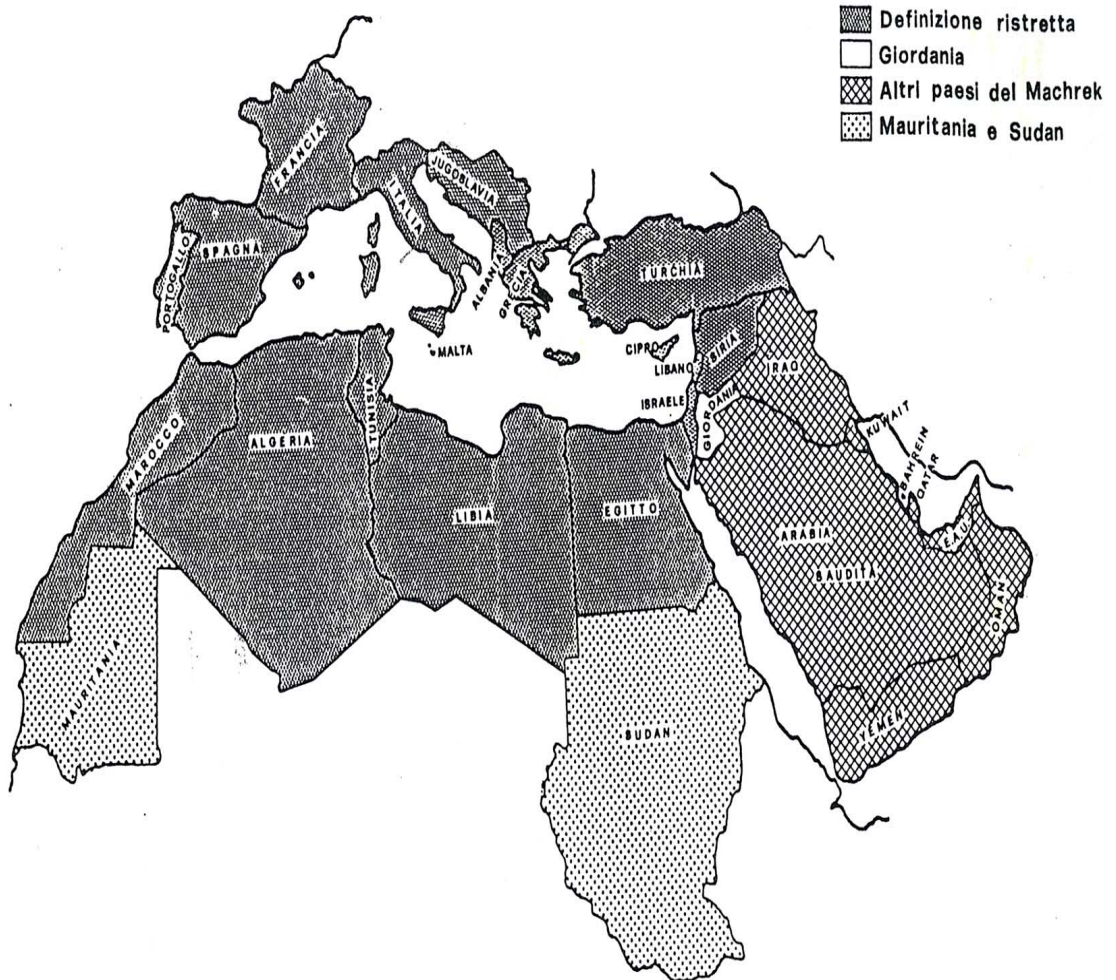 Definizione ristretta
Giordania
Altri paesi del Machrek
Mauritania e Sudan
FRANCIA
ITALIA
JUGOSLAVIA
PORTOGALLO
SPAGNA
ALBANIA
GRECIA
TURCHIA
MALTA
CIPRO
LIBANO
SIRIA
ISRAELE
GIORDANIA
IRAQ
KUWAIT
BAHREIN
QATAR
E.A.U.
OMAN
ARABIA
SAUDITA
YEMEN
MAROCCO
ALGERIA
TUNISIA
LIBIA
EGITTO
MAURITANIA
SUDAN